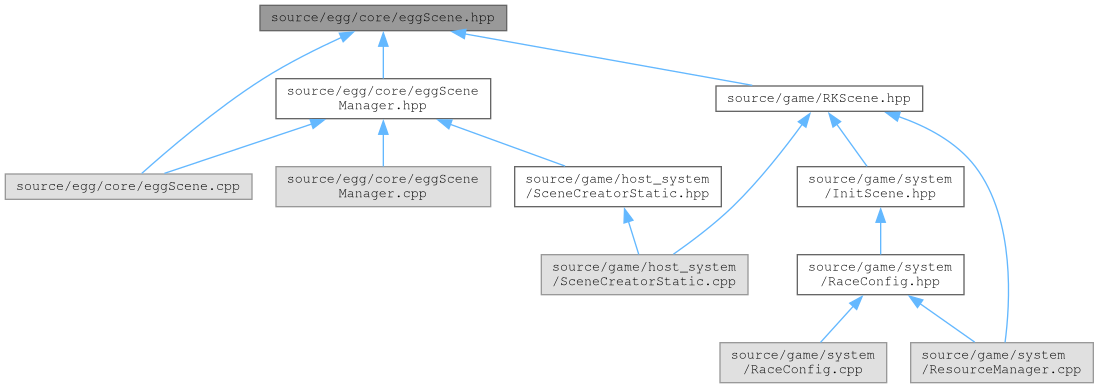 source/egg/core/eggScene.hpp
source/egg/core/eggScene
Manager.hpp
source/game/RKScene.hpp
source/egg/core/eggScene.cpp
source/egg/core/eggScene
Manager.cpp
source/game/host_system
/SceneCreatorStatic.hpp
source/game/system
/InitScene.hpp
source/game/host_system
/SceneCreatorStatic.cpp
source/game/system
/RaceConfig.hpp
source/game/system
/RaceConfig.cpp
source/game/system
/ResourceManager.cpp